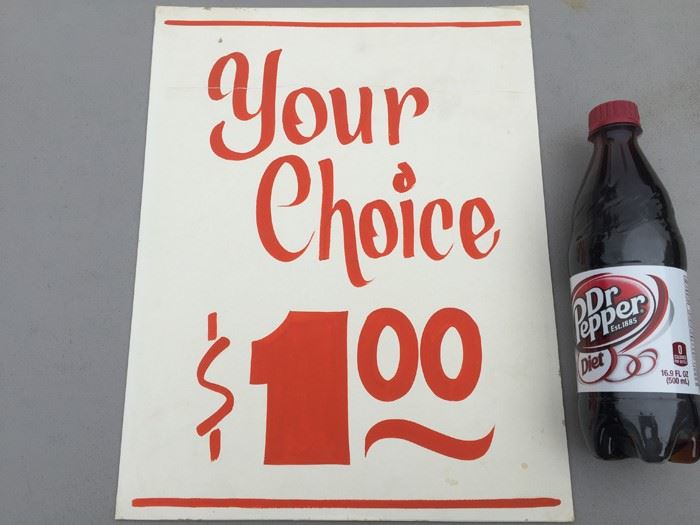 Your
Choice
$1.00
Dr
Pepper
Est. 1885
Diet
0
16.9 FL OZ
(500 mL)